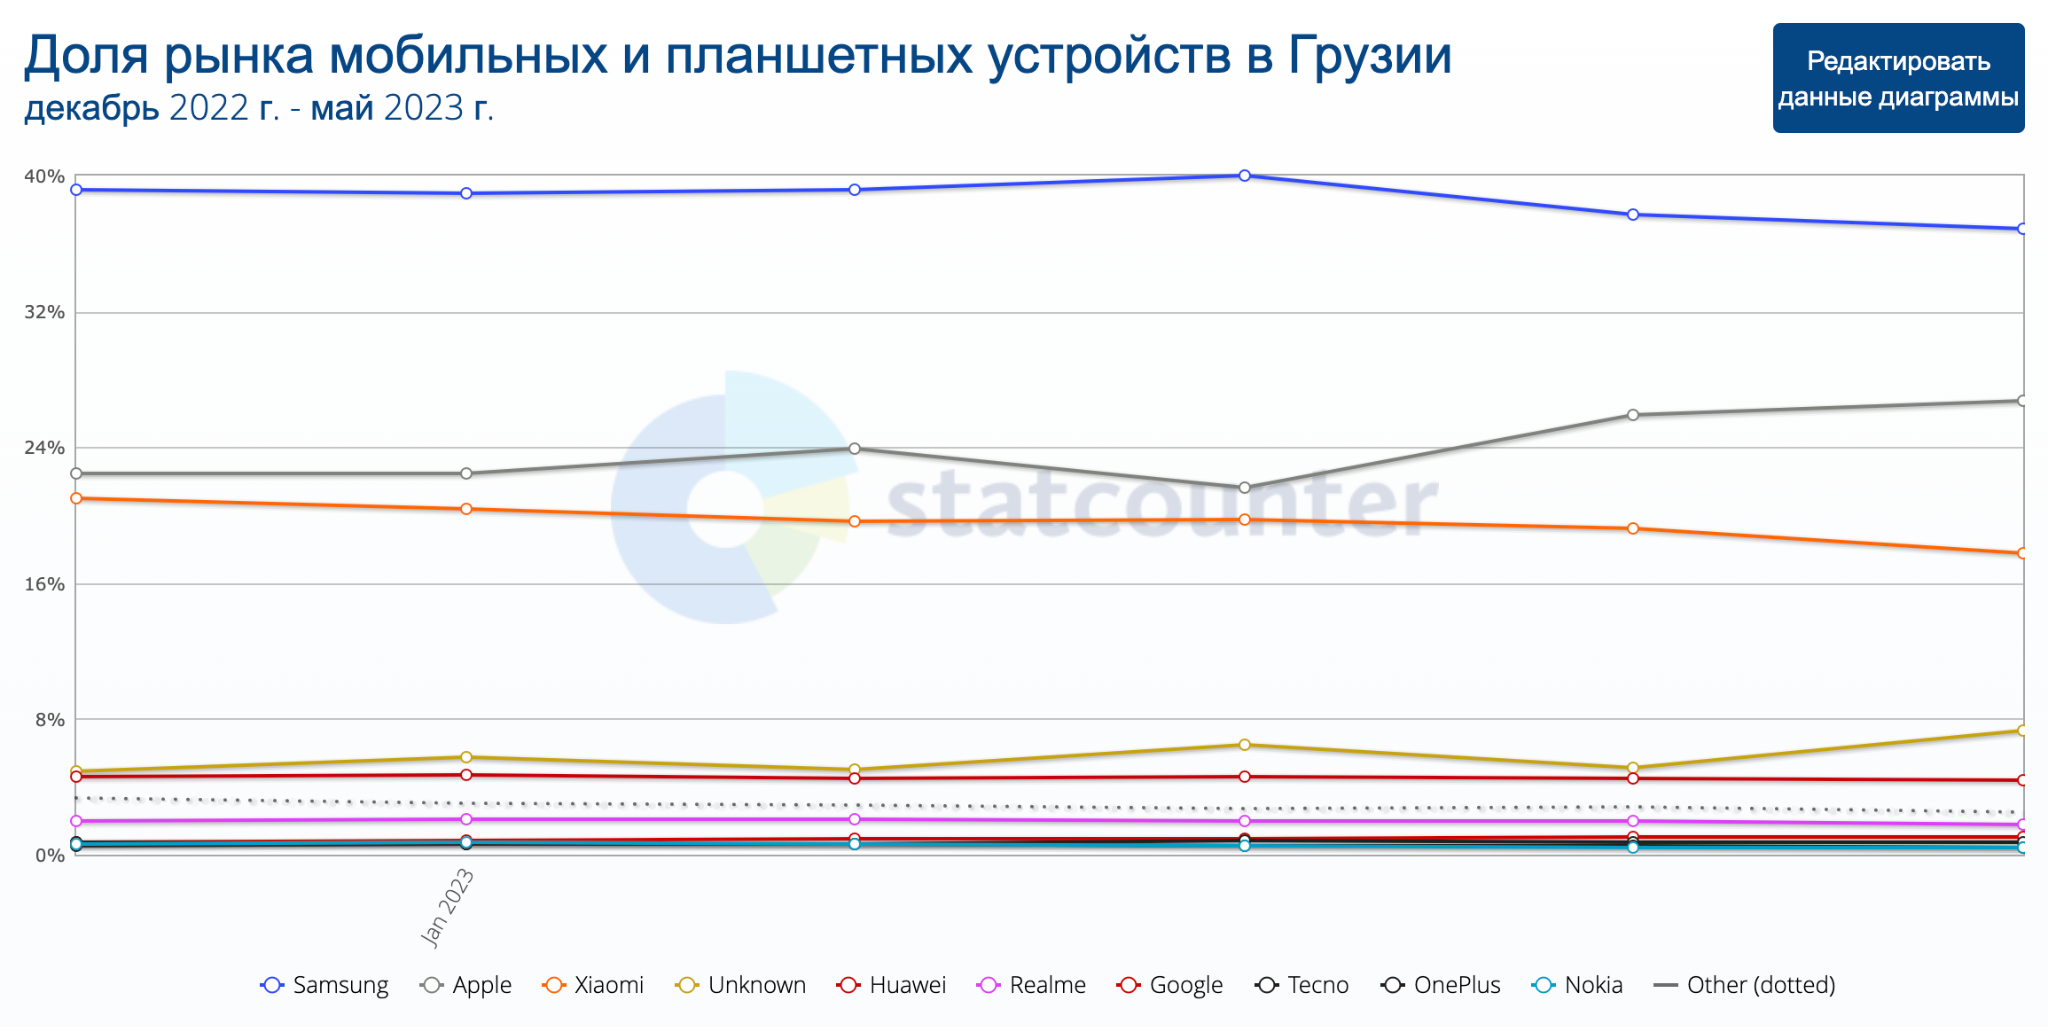 Доля рынка мобильных и планшетных устройств в Грузии
декабрь 2022 г. - май 2023 г.
Редактировать
данные диаграммы
40%
32%
24%
16%
8%
0%
statcounter
Jan 2023
Samsung Apple Xiaomi Unknown Huawei Realme Google Tecno OnePlus Nokia Other (dotted)